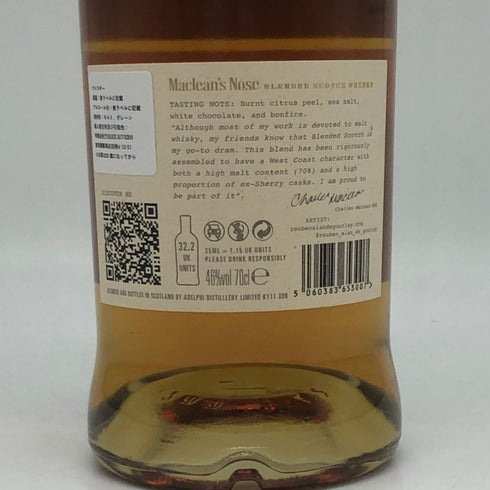 Maclean's Nose BLENDED SCOTCH WHISKY
TASTING NOTE: Burnt citrus peel, sea salt,
white chocolate, and bonfire.
"Although most of my work is devoted to malt
whisky, my friends know that Blended Scotch is
my go-to dram. This blend has been rigorously
assembled to have a West Coast character with
both a high malt content (70%) and a high
proportion of ex-Sherry casks. I am proud to
be part of it".
Charles MacLean MBE
ARTIST:
reubensiandegourley.com
@reuben_sian_de_gourley
DISCOVER ME
32.2
UK
UNITS
25ML = 1.15 UK UNITS
PLEASE DRINK RESPONSIBLY
46%vol 70cl e
5 060383 653007
BLENDED AND BOTTLED IN SCOTLAND BY ADELPHI DISTILLERY LIMITED KY11 3DR